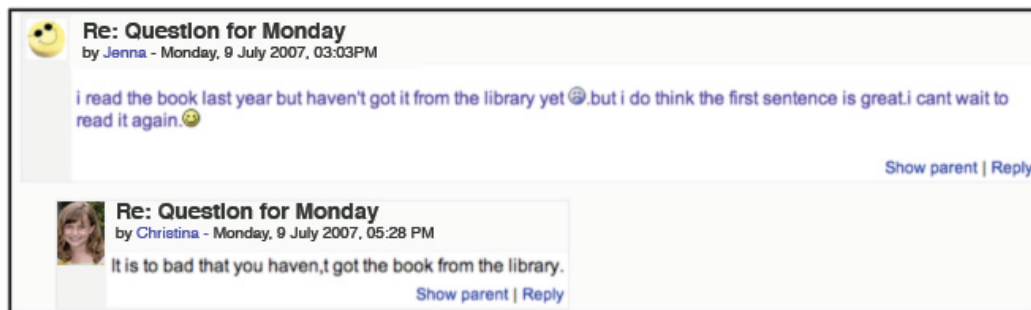 Re: Question for Monday
by Jenna - Monday, 9 July 2007, 03:03PM
i read the book last year but haven't got it from the library yet .but i do think the first sentence is great.i cant wait to
read it again.
Show parent | Reply
Re: Question for Monday
by Christina - Monday, 9 July 2007, 05:28 PM
It is to bad that you haven,t got the book from the library.
Show parent | Reply